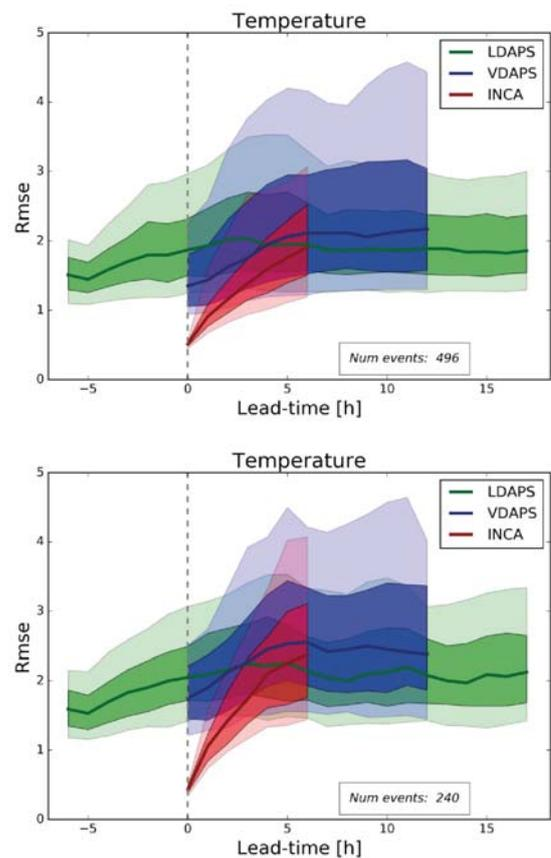 Temperature
5
4
3
2
1
0
Rmse
LDAPS
VDAPS
INCA
Num events: 496
−5 0 5 10 15
Lead-time [h]
Temperature
5
4
3
2
1
0
Rmse
LDAPS
VDAPS
INCA
Num events: 240
−5 0 5 10 15
Lead-time [h]